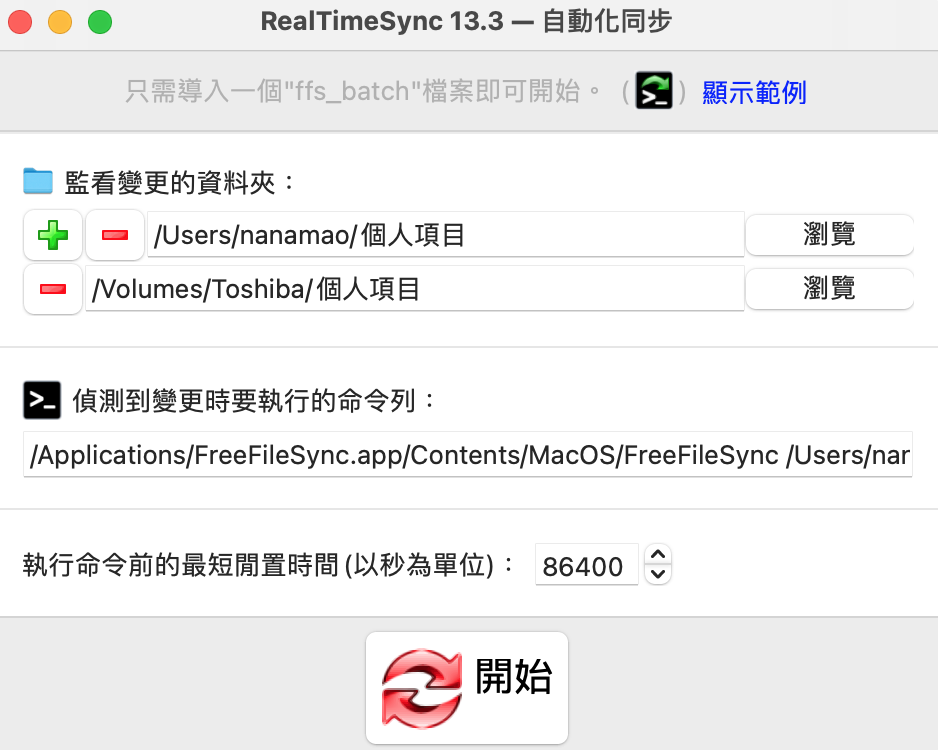 RealTimeSync 13.3 — 自動化同步
只需導入一個"ffs_batch"檔案即可開始。 ( >_ ) 顯示範例
監看變更的資料夾：
/Users/nanamao/個人項目 瀏覽
/Volumes/Toshiba/個人項目 瀏覽
>_ 偵測到變更時要執行的命令列：
/Applications/FreeFileSync.app/Contents/MacOS/FreeFileSync /Users/nar
執行命令前的最短閒置時間 (以秒為單位)： 86400
開始